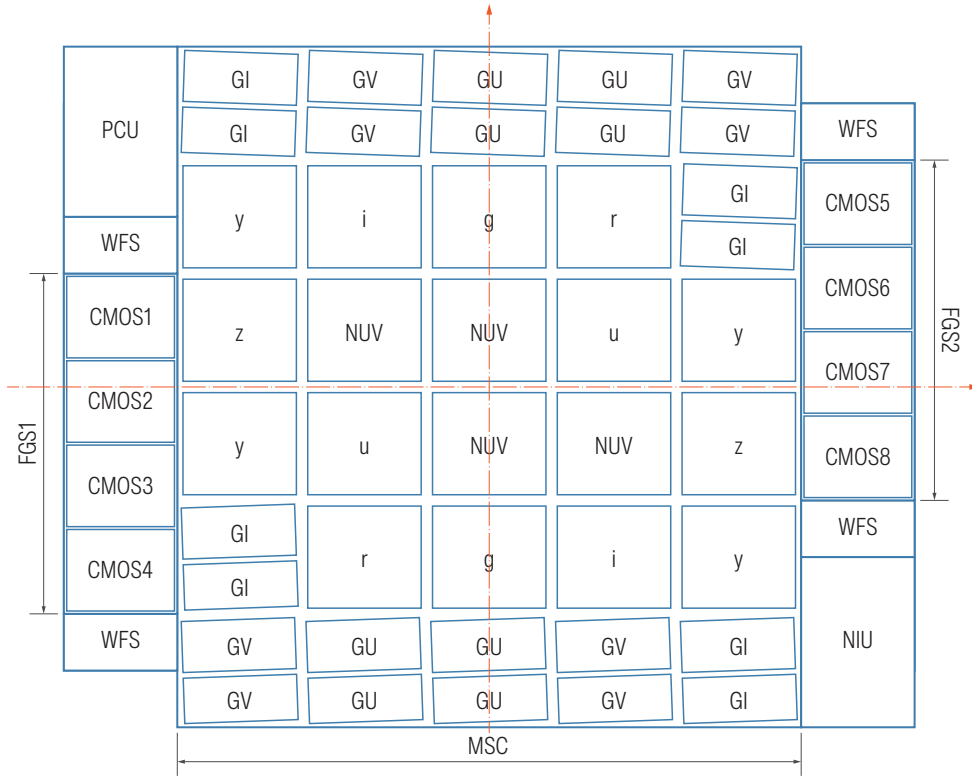 GI GV GU GU GV
PCU GI GV GU GU GV WFS
y i g r GI CMOS5
WFS GI
CMOS1 z NUV NUV u y CMOS6
FGS2
CMOS2 CMOS7
FGS1
y u NUV NUV z CMOS8
CMOS3
GI WFS
CMOS4 GI r g i y
WFS GV GU GU GV GI NIU
GV GU GU GV GI
MSC